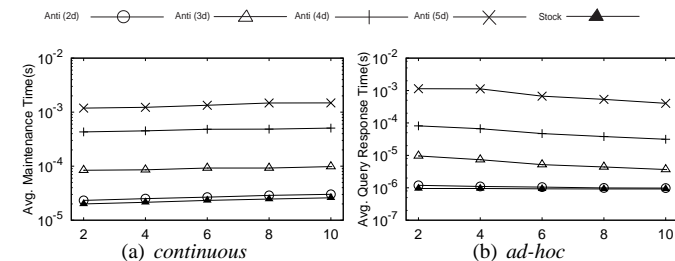 Anti (2d) Anti (3d) Anti (4d) Anti (5d) Stock
Avg. Maintenance Time(s)
10-2
10-3
10-4
10-5
2 4 6 8 10
(a) continuous
Avg. Query Response Time(s)
10-2
10-3
10-4
10-5
10-6
10-7
2 4 6 8 10
(b) ad-hoc